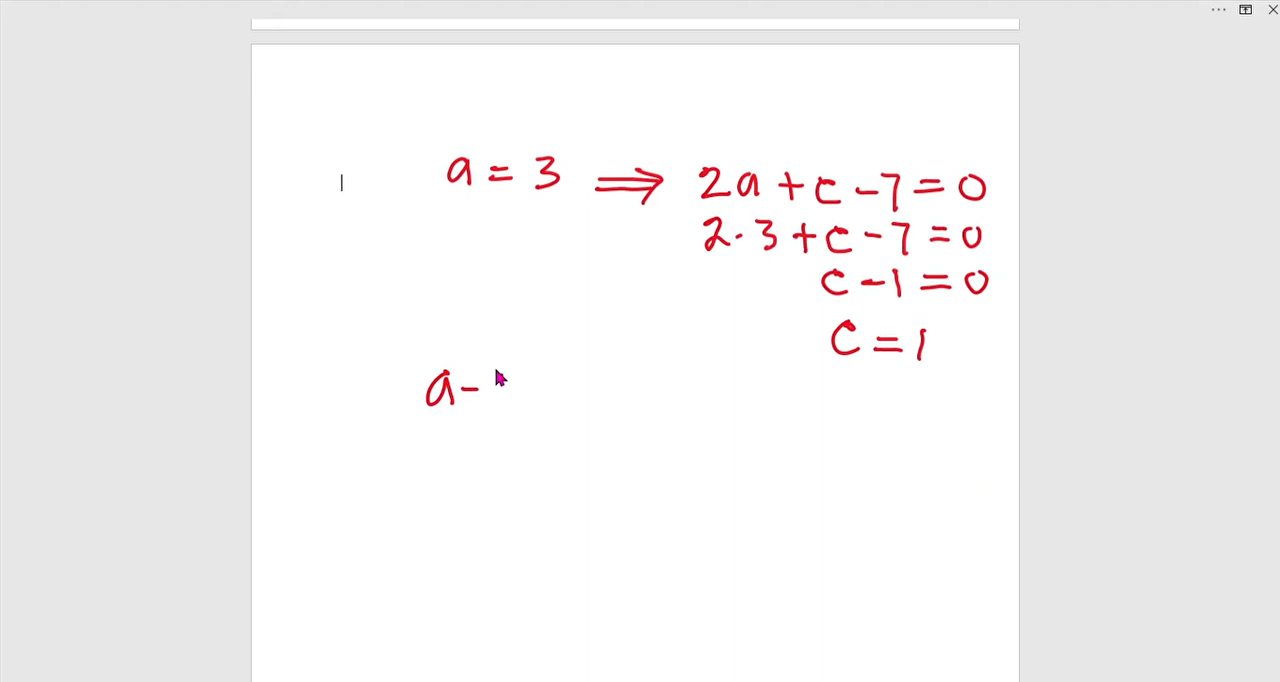 a = 3 ⟹ 2a + c - 7 = 0
2 · 3 + c - 7 = 0
c - 1 = 0
c = 1
a -